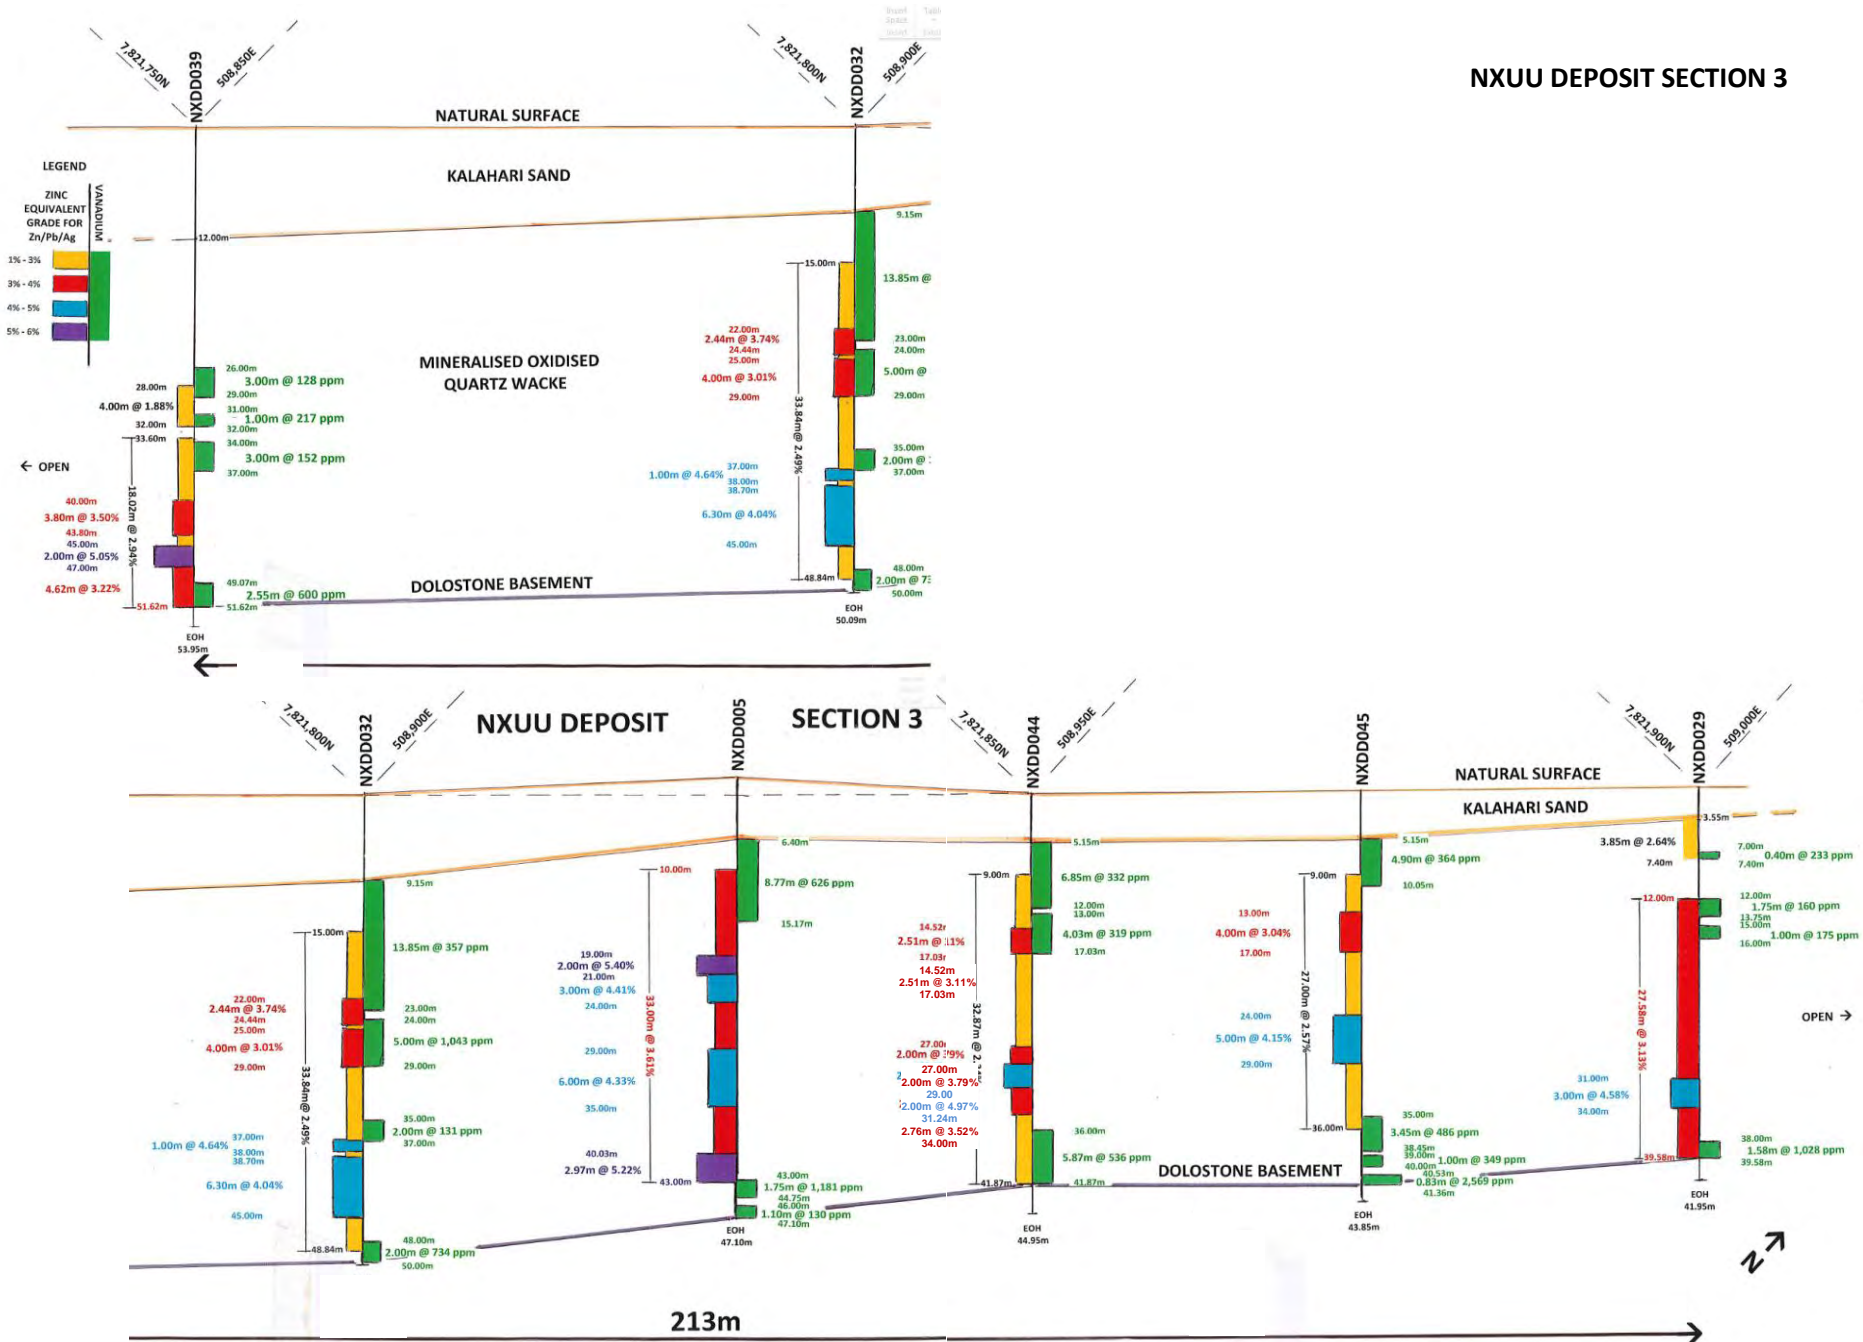 NXUU DEPOSIT SECTION 3
7,821,750N
NXDD039
508,850E
7,821,800N
NXDD032
508,900E
NATURAL SURFACE
KALAHARI SAND
LEGEND
ZINC
EQUIVALENT
GRADE FOR
Zn/Pb/Ag
VANADIUM
1% - 3%
3% - 4%
4% - 5%
5% - 6%
12.00m
MINERALISED OXIDISED
QUARTZ WACKE
26.00m
3.00m @ 128 ppm
28.00m
29.00m
4.00m @ 1.88%
31.00m
1.00m @ 217 ppm
32.00m
32.00m
33.60m
34.00m
3.00m @ 152 ppm
37.00m
← OPEN
18.02m @ 2.94%
40.00m
3.80m @ 3.50%
43.80m
45.00m
2.00m @ 5.05%
47.00m
4.62m @ 3.22%
49.07m
2.55m @ 600 ppm
51.62m
51.62m
EOH
53.95m
DOLOSTONE BASEMENT
9.15m
13.85m @
15.00m
22.00m
2.44m @ 3.74%
24.44m
25.00m
4.00m @ 3.01%
29.00m
23.00m
24.00m
5.00m @
29.00m
33.84m@ 2.49%
35.00m
2.00m @
37.00m
37.00m
1.00m @ 4.64%
38.00m
38.70m
6.30m @ 4.04%
45.00m
48.00m
48.84m
2.00m @ 73
50.00m
EOH
50.09m
7,821,800N
NXDD032
508,900E
NXUU DEPOSIT
NXDD005
SECTION 3
7,821,850N
NXDD044
508,950E
NXDD045
7,821,900N
NXDD029
509,000E
NATURAL SURFACE
KALAHARI SAND
9.15m
15.00m
13.85m @ 357 ppm
22.00m
2.44m @ 3.74%
24.44m
25.00m
4.00m @ 3.01%
29.00m
23.00m
24.00m
5.00m @ 1,043 ppm
29.00m
33.84m@ 2.49%
35.00m
2.00m @ 131 ppm
37.00m
37.00m
1.00m @ 4.64%
38.00m
38.70m
6.30m @ 4.04%
45.00m
48.00m
48.84m
2.00m @ 734 ppm
50.00m
6.40m
10.00m
8.77m @ 626 ppm
15.17m
19.00m
2.00m @ 5.40%
21.00m
3.00m @ 4.41%
24.00m
33.00m @ 3.61%
29.00m
6.00m @ 4.33%
35.00m
40.03m
2.97m @ 5.22%
43.00m
43.00m
1.75m @ 1,181 ppm
44.75m
46.00m
1.10m @ 130 ppm
47.10m
EOH
47.10m
5.15m
9.00m
6.85m @ 332 ppm
12.00m
13.00m
4.03m @ 319 ppm
17.03m
14.52m
2.51m @ 3.11%
17.03m
27.00m
2.00m @ 3.79%
29.00
2.00m @ 4.97%
31.24m
2.76m @ 3.52%
34.00m
36.00m
5.87m @ 536 ppm
41.87m
41.87m
EOH
44.95m
5.15m
4.90m @ 364 ppm
9.00m
10.05m
13.00m
4.00m @ 3.04%
17.00m
27.00m @ 2.57%
24.00m
5.00m @ 4.15%
29.00m
36.00m
35.00m
3.45m @ 486 ppm
38.45m
39.00m
1.00m @ 349 ppm
40.00m
40.53m
0.83m @ 2,569 ppm
41.36m
EOH
43.85m
DOLOSTONE BASEMENT
3.55m
3.85m @ 2.64%
7.40m
7.00m
0.40m @ 233 ppm
7.40m
12.00m
12.00m
1.75m @ 160 ppm
13.75m
15.00m
1.00m @ 175 ppm
16.00m
27.58m @ 3.13%
OPEN →
31.00m
3.00m @ 4.58%
34.00m
38.00m
1.58m @ 1,028 ppm
39.58m
39.58m
EOH
41.95m
N
213m